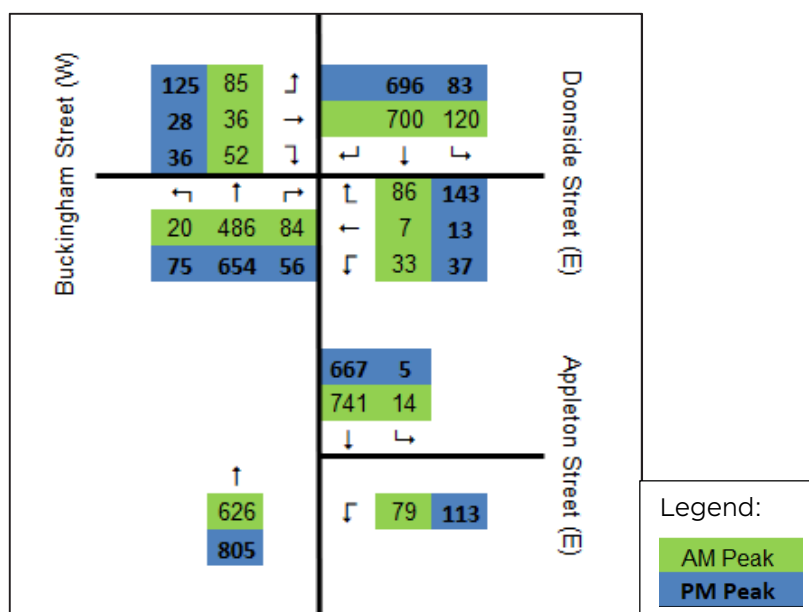 Buckingham Street (W)
125 85 ↲ 696 83
28 36 → 700 120
36 52 ↴ ↵ ↓ ↳
↰ ↑ ↱ 86 143
20 486 84 ← 7 13
75 654 56 33 37
Doonside Street (E)
667 5
741 14
↓ ↳
↑
626 79 113
805
Appleton Street (E)
Legend:
AM Peak
PM Peak